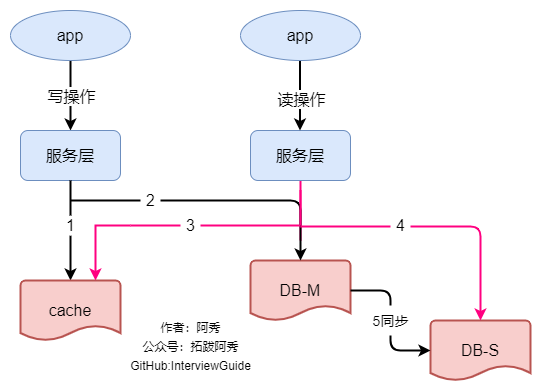 app
app
写操作
读操作
服务层
服务层
2
1
3
4
cache
DB-M
5同步
DB-S
作者：阿秀
公众号：拓跋阿秀
GitHub:InterviewGuide